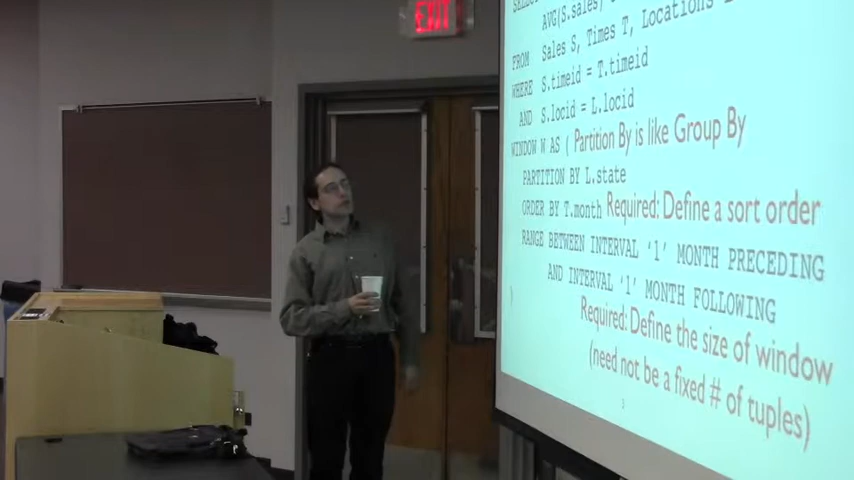 EXIT
SELECT
AVG(S.sales)
FROM Sales S, Times T, Locations
WHERE S.timeid = T.timeid
AND S.locid = L.locid
WINDOW W AS ( Partition By is like Group By
PARTITION BY L.state
ORDER BY T.month Required: Define a sort order
RANGE BETWEEN INTERVAL ‘1’ MONTH PRECEDING
AND INTERVAL ‘1’ MONTH FOLLOWING
Required: Define the size of window
(need not be a fixed # of tuples)
3